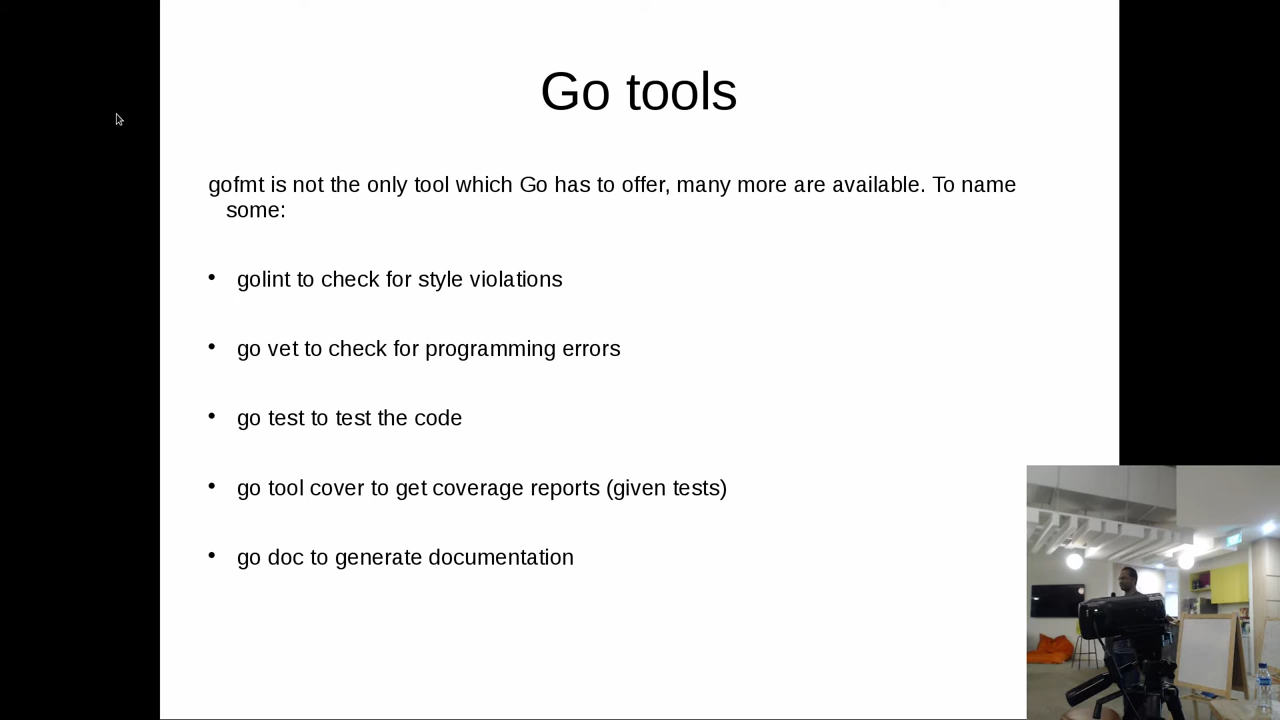 Go tools
gofmt is not the only tool which Go has to offer, many more are available. To name
some:
• golint to check for style violations
• go vet to check for programming errors
• go test to test the code
• go tool cover to get coverage reports (given tests)
• go doc to generate documentation